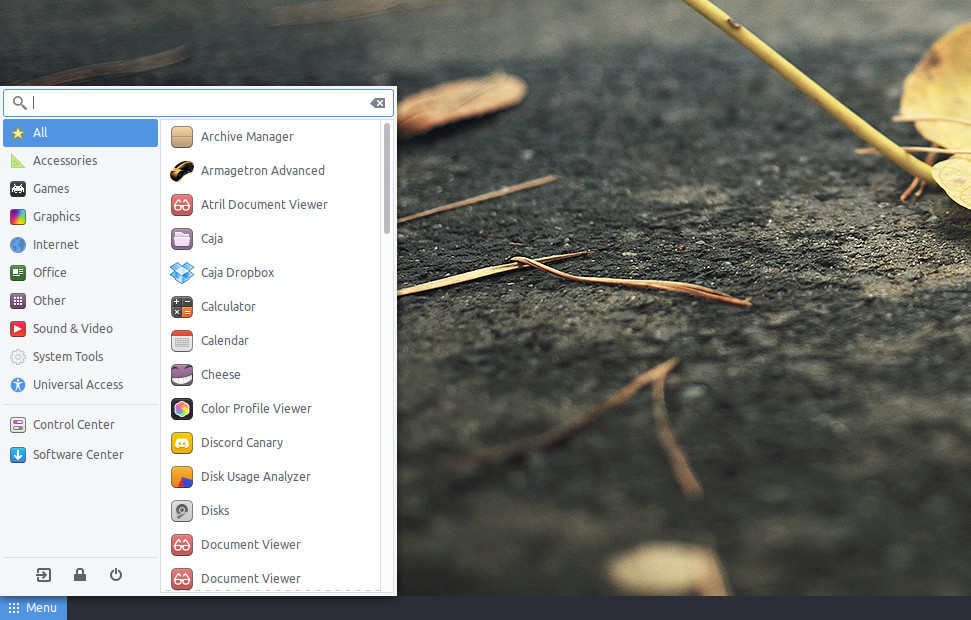 All
Accessories
Games
Graphics
Internet
Office
Other
Sound & Video
System Tools
Universal Access
Control Center
Software Center
Archive Manager
Armagetron Advanced
Atril Document Viewer
Caja
Caja Dropbox
Calculator
Calendar
Cheese
Color Profile Viewer
Discord Canary
Disk Usage Analyzer
Disks
Document Viewer
Document Viewer
Menu